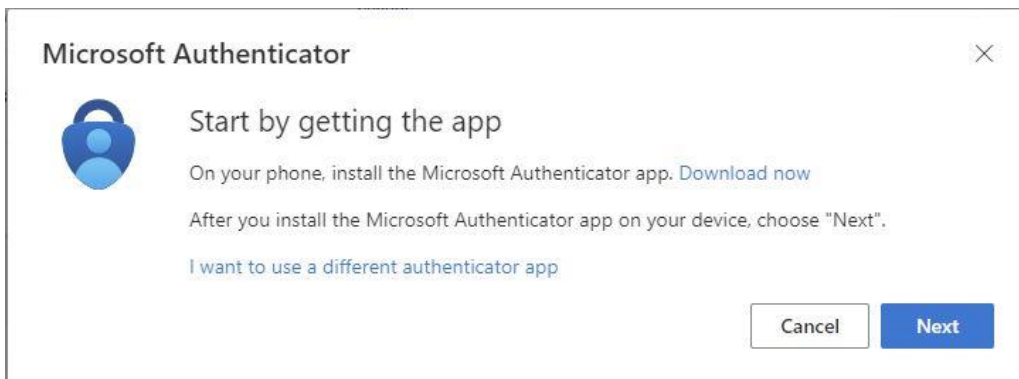 Microsoft Authenticator
Start by getting the app
On your phone, install the Microsoft Authenticator app. Download now
After you install the Microsoft Authenticator app on your device, choose "Next".
I want to use a different authenticator app
Cancel Next